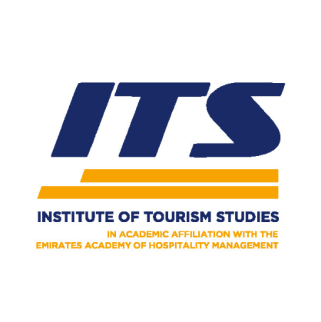 ITS
INSTITUTE OF TOURISM STUDIES
IN ACADEMIC AFFILIATION WITH THE
EMIRATES ACADEMY OF HOSPITALITY MANAGEMENT